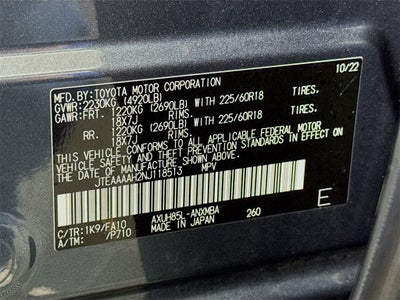 MFD.BY:TOYOTA MOTOR CORPORATION 10/22
GVWR:2230KG (4920LB)
GAWR:FRT. 1220KG (2690LB) WITH 225/60R18 TIRES.
18X7J RIMS.
RR. 1220KG (2690LB) WITH 225/60R18 TIRES.
18X7J RIMS.
THIS VEHICLE CONFORMS TO ALL APPLICABLE FEDERAL MOTOR
VEHICLE SAFETY AND THEFT PREVENTION STANDARDS IN EFFECT ON
THE DATE OF MANUFACTURE SHOWN ABOVE.
JTEAAAAH2NJ118513 MPV
C/TR:1K9/FA10 AXUH85L-ANXMBA 260
A/TM: /P710 MADE IN JAPAN E